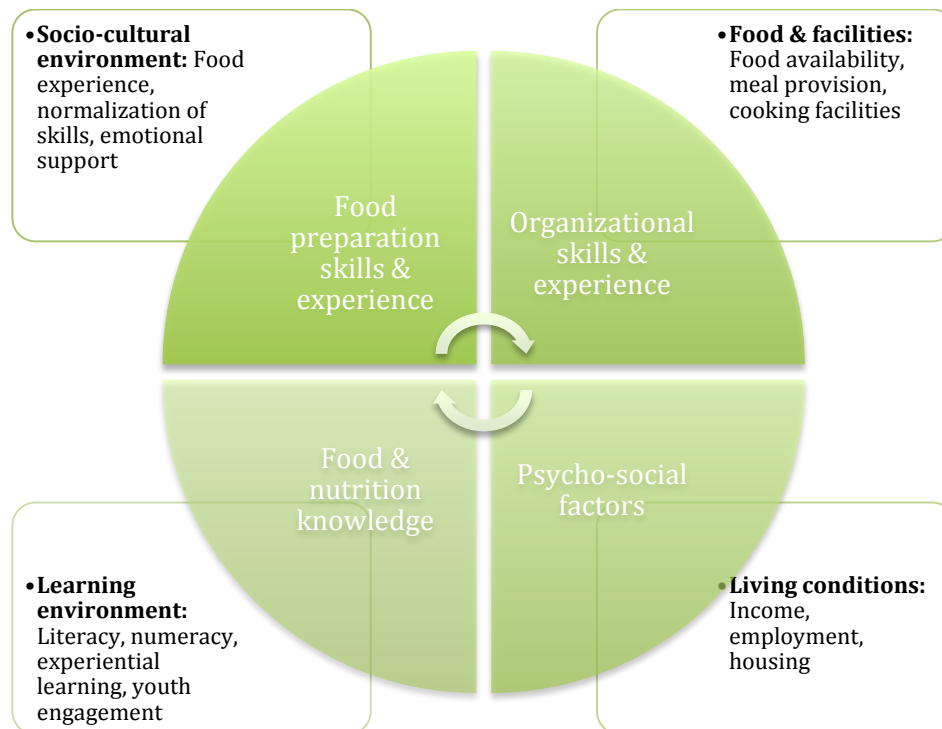 •Socio-cultural
environment: Food
experience,
normalization of
skills, emotional
support
•Food & facilities:
Food availability,
meal provision,
cooking facilities
Food
preparation
skills &
experience
Organizational
skills &
experience
Food &
nutrition
knowledge
Psycho-social
factors
•Learning
environment:
Literacy, numeracy,
experiential
learning, youth
engagement
•Living conditions:
Income,
employment,
housing